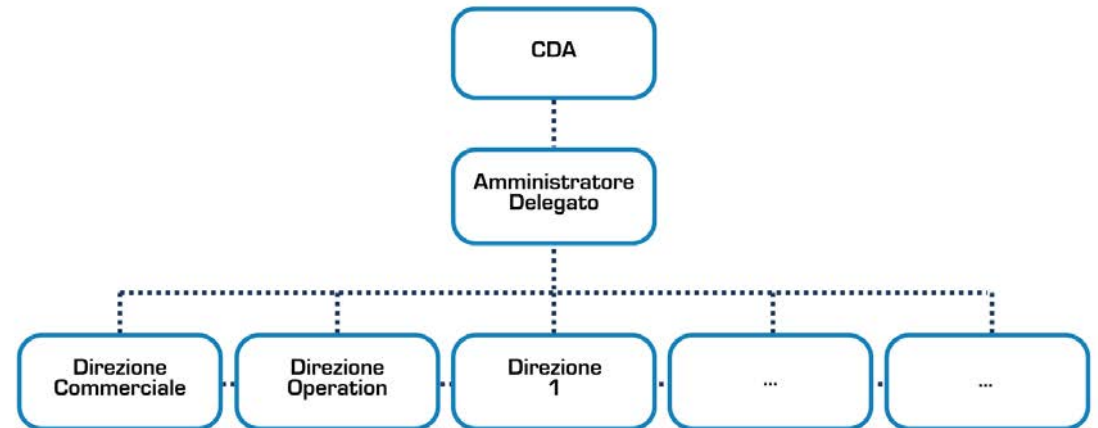 CDA
Amministratore
Delegato
Direzione
Commerciale
Direzione
Operation
Direzione
1
...
...